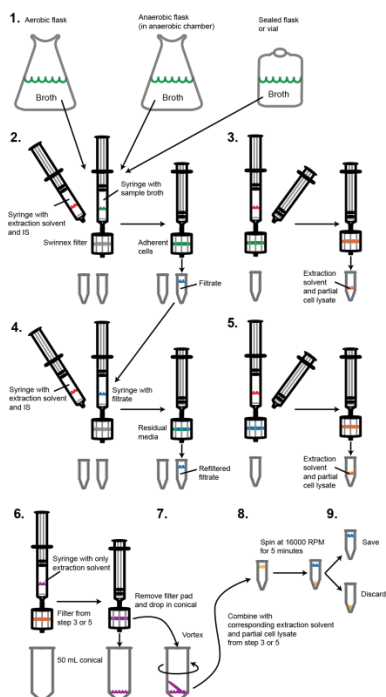 1.
Aerobic flask
Broth
Anaerobic flask
(in anaerobic chamber)
Broth
Sealed flask
or vial
Broth
2.
Syringe with
extraction solvent
and IS
Swinnex filter
Syringe with
sample broth
Adherent
cells
Filtrate
3.
Extraction
solvent
and partial
cell lysate
4.
Syringe with
extraction solvent
and IS
Syringe with
filtrate
Residual
media
Refiltered
filtrate
5.
Extraction
solvent
and partial
cell lysate
6.
Syringe with only
extraction solvent
Filter from
step 3 or 5
50 mL conical
7.
Remove filter pad
and drop in conical
Vortex
8.
Spin at 16000 RPM
for 5 minutes
Combine with
corresponding extraction solvent
and partial cell lysate
from step 3 or 5
9.
Save
Discard